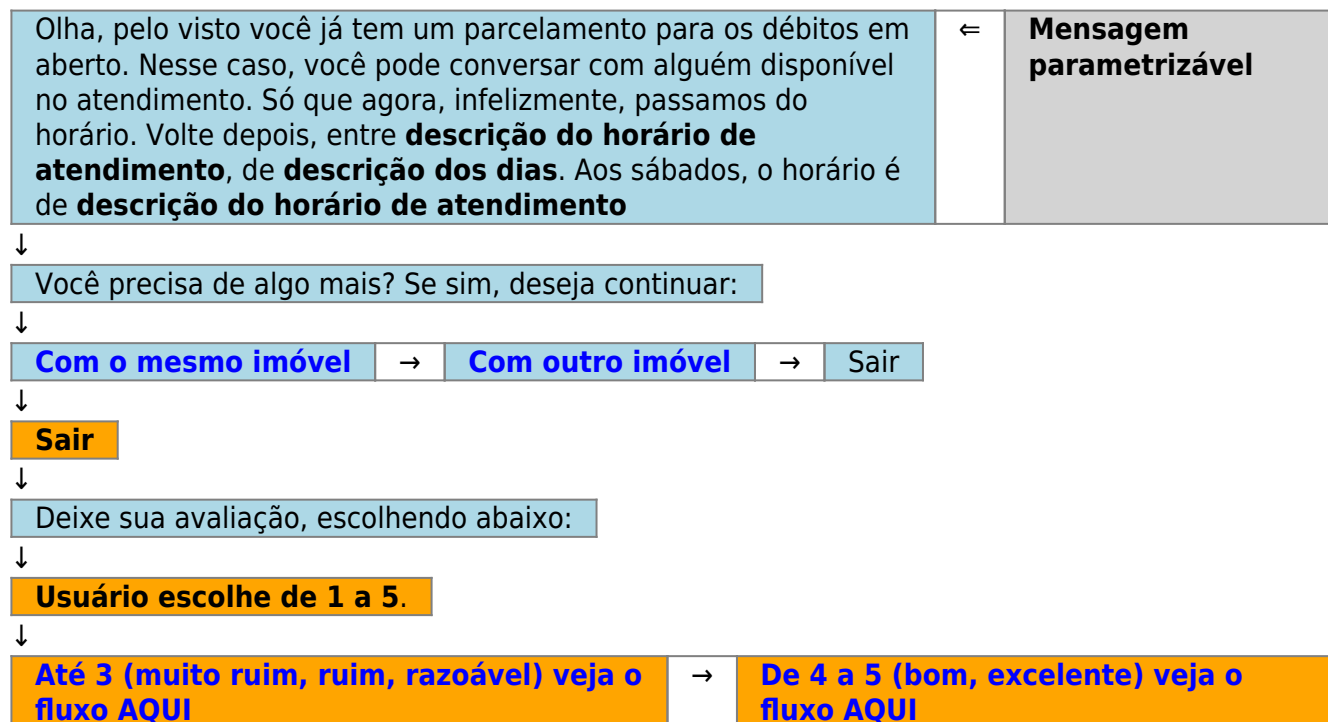 Olha, pelo visto você já tem um parcelamento para os débitos em ⇐ Mensagem
aberto. Nesse caso, você pode conversar com alguém disponível parametrizável
no atendimento. Só que agora, infelizmente, passamos do
horário. Volte depois, entre descrição do horário de
atendimento, de descrição dos dias. Aos sábados, o horário é
de descrição do horário de atendimento
↓
Você precisa de algo mais? Se sim, deseja continuar:
↓
Com o mesmo imóvel → Com outro imóvel → Sair
↓
Sair
↓
Deixe sua avaliação, escolhendo abaixo:
↓
Usuário escolhe de 1 a 5.
↓
Até 3 (muito ruim, ruim, razoável) veja o → De 4 a 5 (bom, excelente) veja o
fluxo AQUI fluxo AQUI